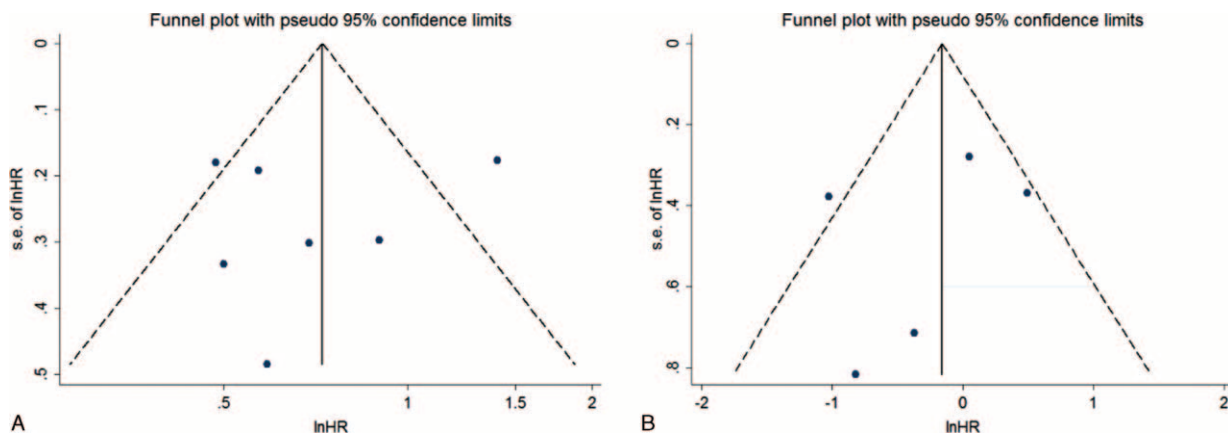 Funnel plot with pseudo 95% confidence limits
0
.1
.2
.3
.4
.5
s.e. of lnHR
.5
1
1.5
2
lnHR
A
Funnel plot with pseudo 95% confidence limits
0
.2
.4
.6
.8
s.e. of lnHR
-2
-1
0
1
2
lnHR
B